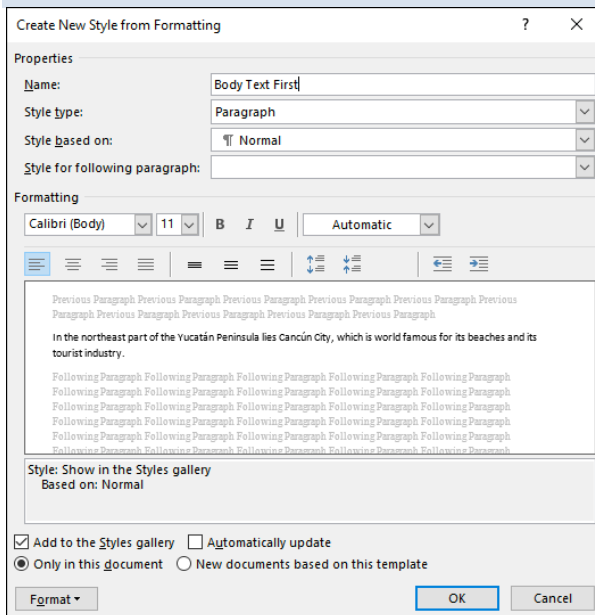 Create New Style from Formatting ? ×
Properties
Name: Body Text First
Style type: Paragraph
Style based on: ¶ Normal
Style for following paragraph:
Formatting
Calibri (Body) 11 B I U Automatic
Previous Paragraph Previous Paragraph Previous Paragraph Previous Paragraph Previous Paragraph Previous
Paragraph Previous Paragraph Previous Paragraph Previous Paragraph Previous Paragraph
In the northeast part of the Yucatán Peninsula lies Cancún City, which is world famous for its beaches and its
tourist industry.
Following Paragraph Following Paragraph Following Paragraph Following Paragraph Following Paragraph
Following Paragraph Following Paragraph Following Paragraph Following Paragraph Following Paragraph
Following Paragraph Following Paragraph Following Paragraph Following Paragraph Following Paragraph
Following Paragraph Following Paragraph Following Paragraph Following Paragraph Following Paragraph
Following Paragraph Following Paragraph Following Paragraph Following Paragraph Following Paragraph
Following Paragraph Following Paragraph Following Paragraph Following Paragraph Following Paragraph
Style: Show in the Styles gallery
Based on: Normal
Add to the Styles gallery Automatically update
Only in this document New documents based on this template
Format OK Cancel